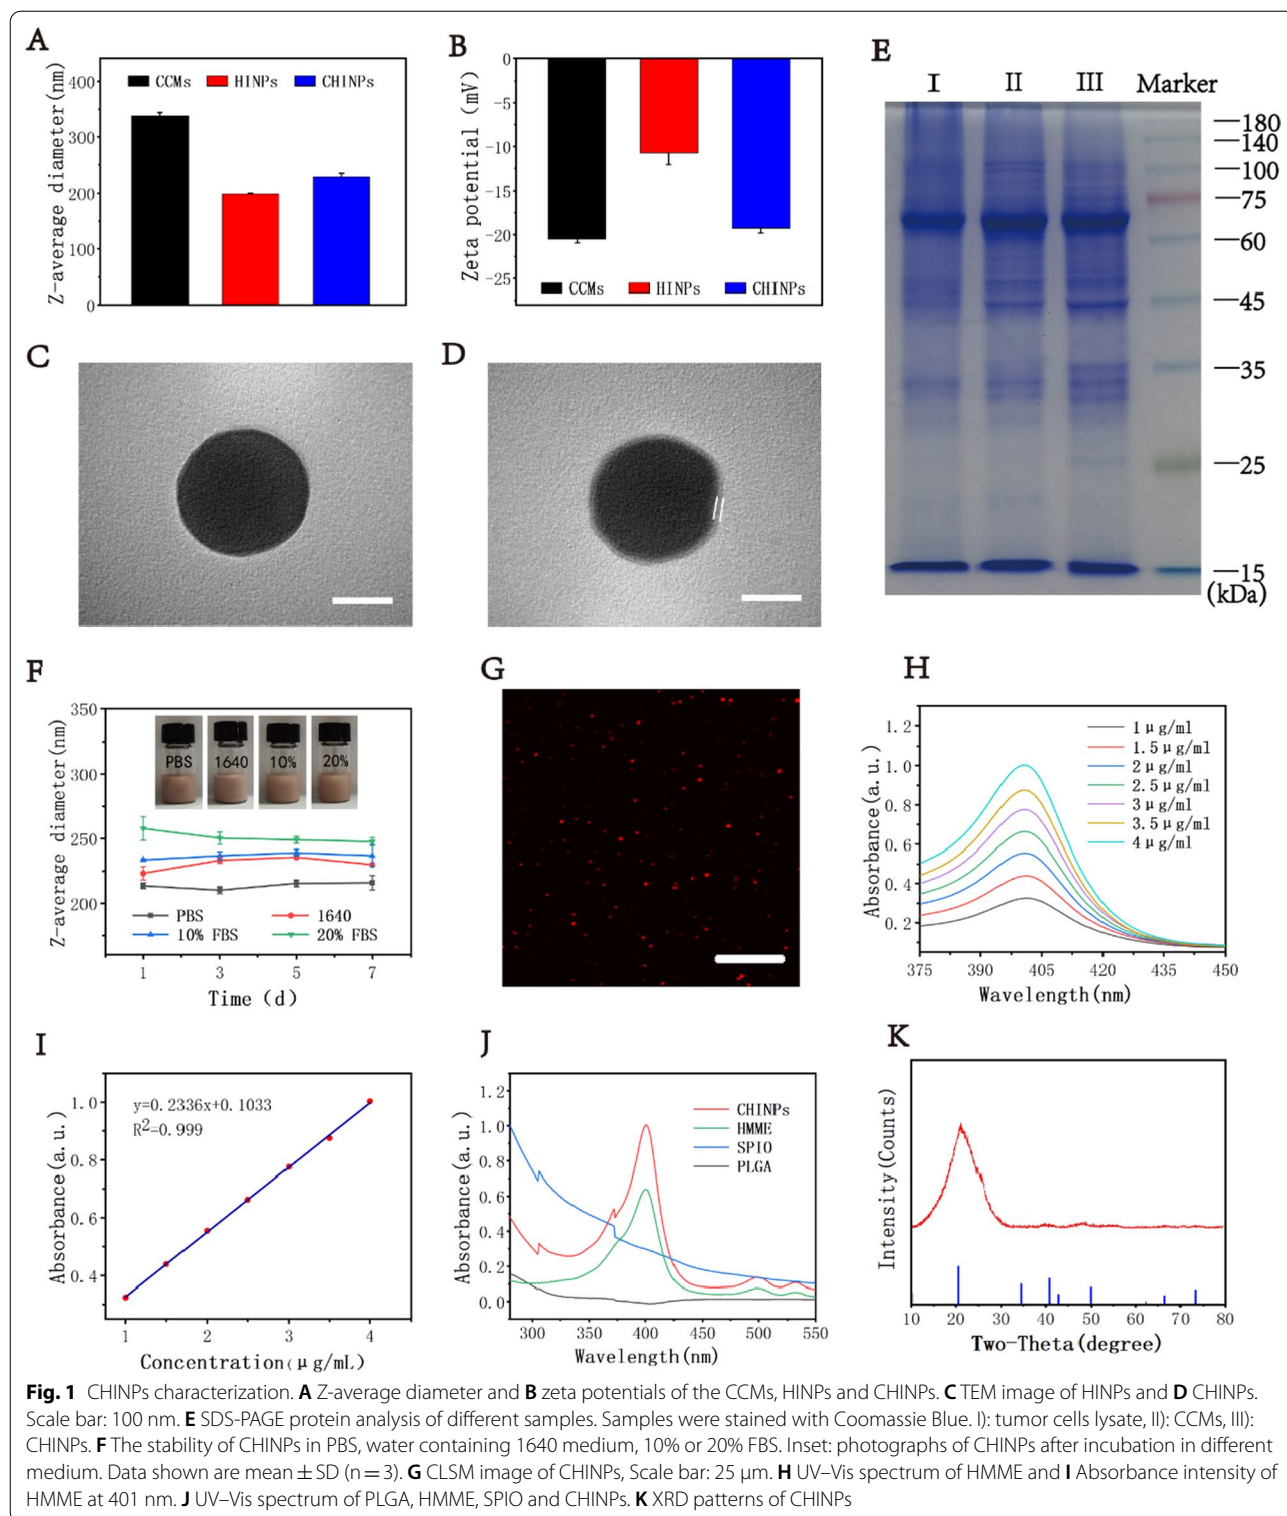 A
Z-average diameter(nm)
400
300
200
100
0
CCMs HINPs CHINPs
B
Zeta potential (mV)
0
-5
-10
-15
-20
-25
CCMs HINPs CHINPs
E
I II III Marker
180
140
100
75
60
45
35
25
15
(kDa)
C
D
F
Z-average diameter(nm)
350
300
250
200
PBS 1640 10% 20%
PBS 1640
10% FBS 20% FBS
1 3 5 7
Time (d)
G
H
Absorbance(a.u.)
1.2
1.0
0.8
0.6
0.4
0.2
1μg/ml
1.5μg/ml
2μg/ml
2.5μg/ml
3μg/ml
3.5μg/ml
4μg/ml
375 390 405 420 435 450
Wavelength(nm)
I
Absorbance(a.u.)
1.0
0.8
0.6
0.4
y=0.2336x+0.1033
R²=0.999
1 2 3 4
Concentration(μg/mL)
J
Absorbance(a.u.)
1.2
1.0
0.8
0.6
0.4
0.2
0.0
CHINPs
HMME
SPIO
PLGA
300 350 400 450 500 550
Wavelength(nm)
K
Intensity(Counts)
10 20 30 40 50 60 70 80
Two-Theta(degree)
Fig. 1 CHINPs characterization. A Z-average diameter and B zeta potentials of the CCMs, HINPs and CHINPs. C TEM image of HINPs and D CHINPs.
Scale bar: 100 nm. E SDS-PAGE protein analysis of different samples. Samples were stained with Coomassie Blue. I): tumor cells lysate, II): CCMs, III):
CHINPs. F The stability of CHINPs in PBS, water containing 1640 medium, 10% or 20% FBS. Inset: photographs of CHINPs after incubation in different
medium. Data shown are mean ± SD (n = 3). G CLSM image of CHINPs, Scale bar: 25 μm. H UV–Vis spectrum of HMME and I Absorbance intensity of
HMME at 401 nm. J UV–Vis spectrum of PLGA, HMME, SPIO and CHINPs. K XRD patterns of CHINPs